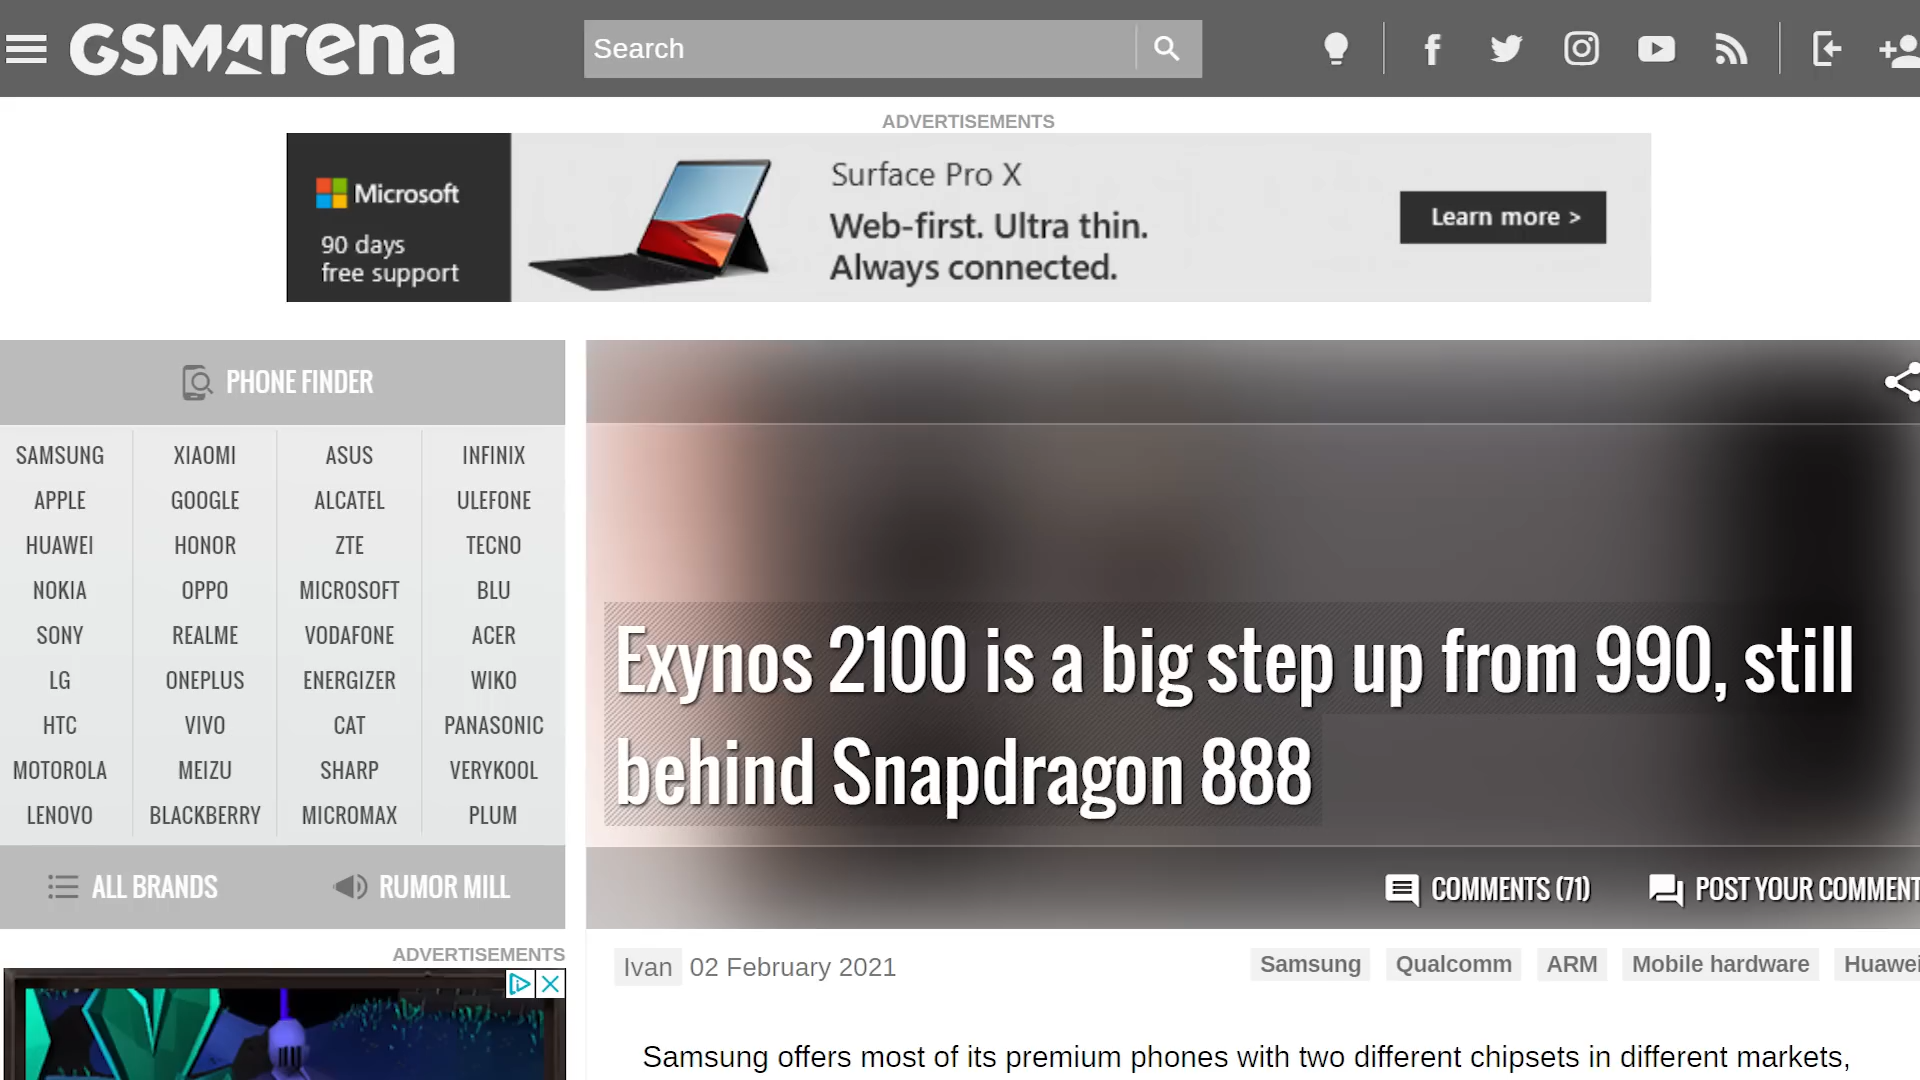 GSMArena
Search
ADVERTISEMENTS
Microsoft
90 days
free support
Surface Pro X
Web-first. Ultra thin.
Always connected.
Learn more >
PHONE FINDER
SAMSUNG XIAOMI ASUS INFINIX
APPLE GOOGLE ALCATEL ULEFONE
HUAWEI HONOR ZTE TECNO
NOKIA OPPO MICROSOFT BLU
SONY REALME VODAFONE ACER
LG ONEPLUS ENERGIZER WIKO
HTC VIVO CAT PANASONIC
MOTOROLA MEIZU SHARP VERYKOOL
LENOVO BLACKBERRY MICROMAX PLUM
ALL BRANDS RUMOR MILL
ADVERTISEMENTS
Exynos 2100 is a big step up from 990, still
behind Snapdragon 888
COMMENTS (71) POST YOUR COMMENT
Ivan 02 February 2021 Samsung Qualcomm ARM Mobile hardware Huawei
Samsung offers most of its premium phones with two different chipsets in different markets,